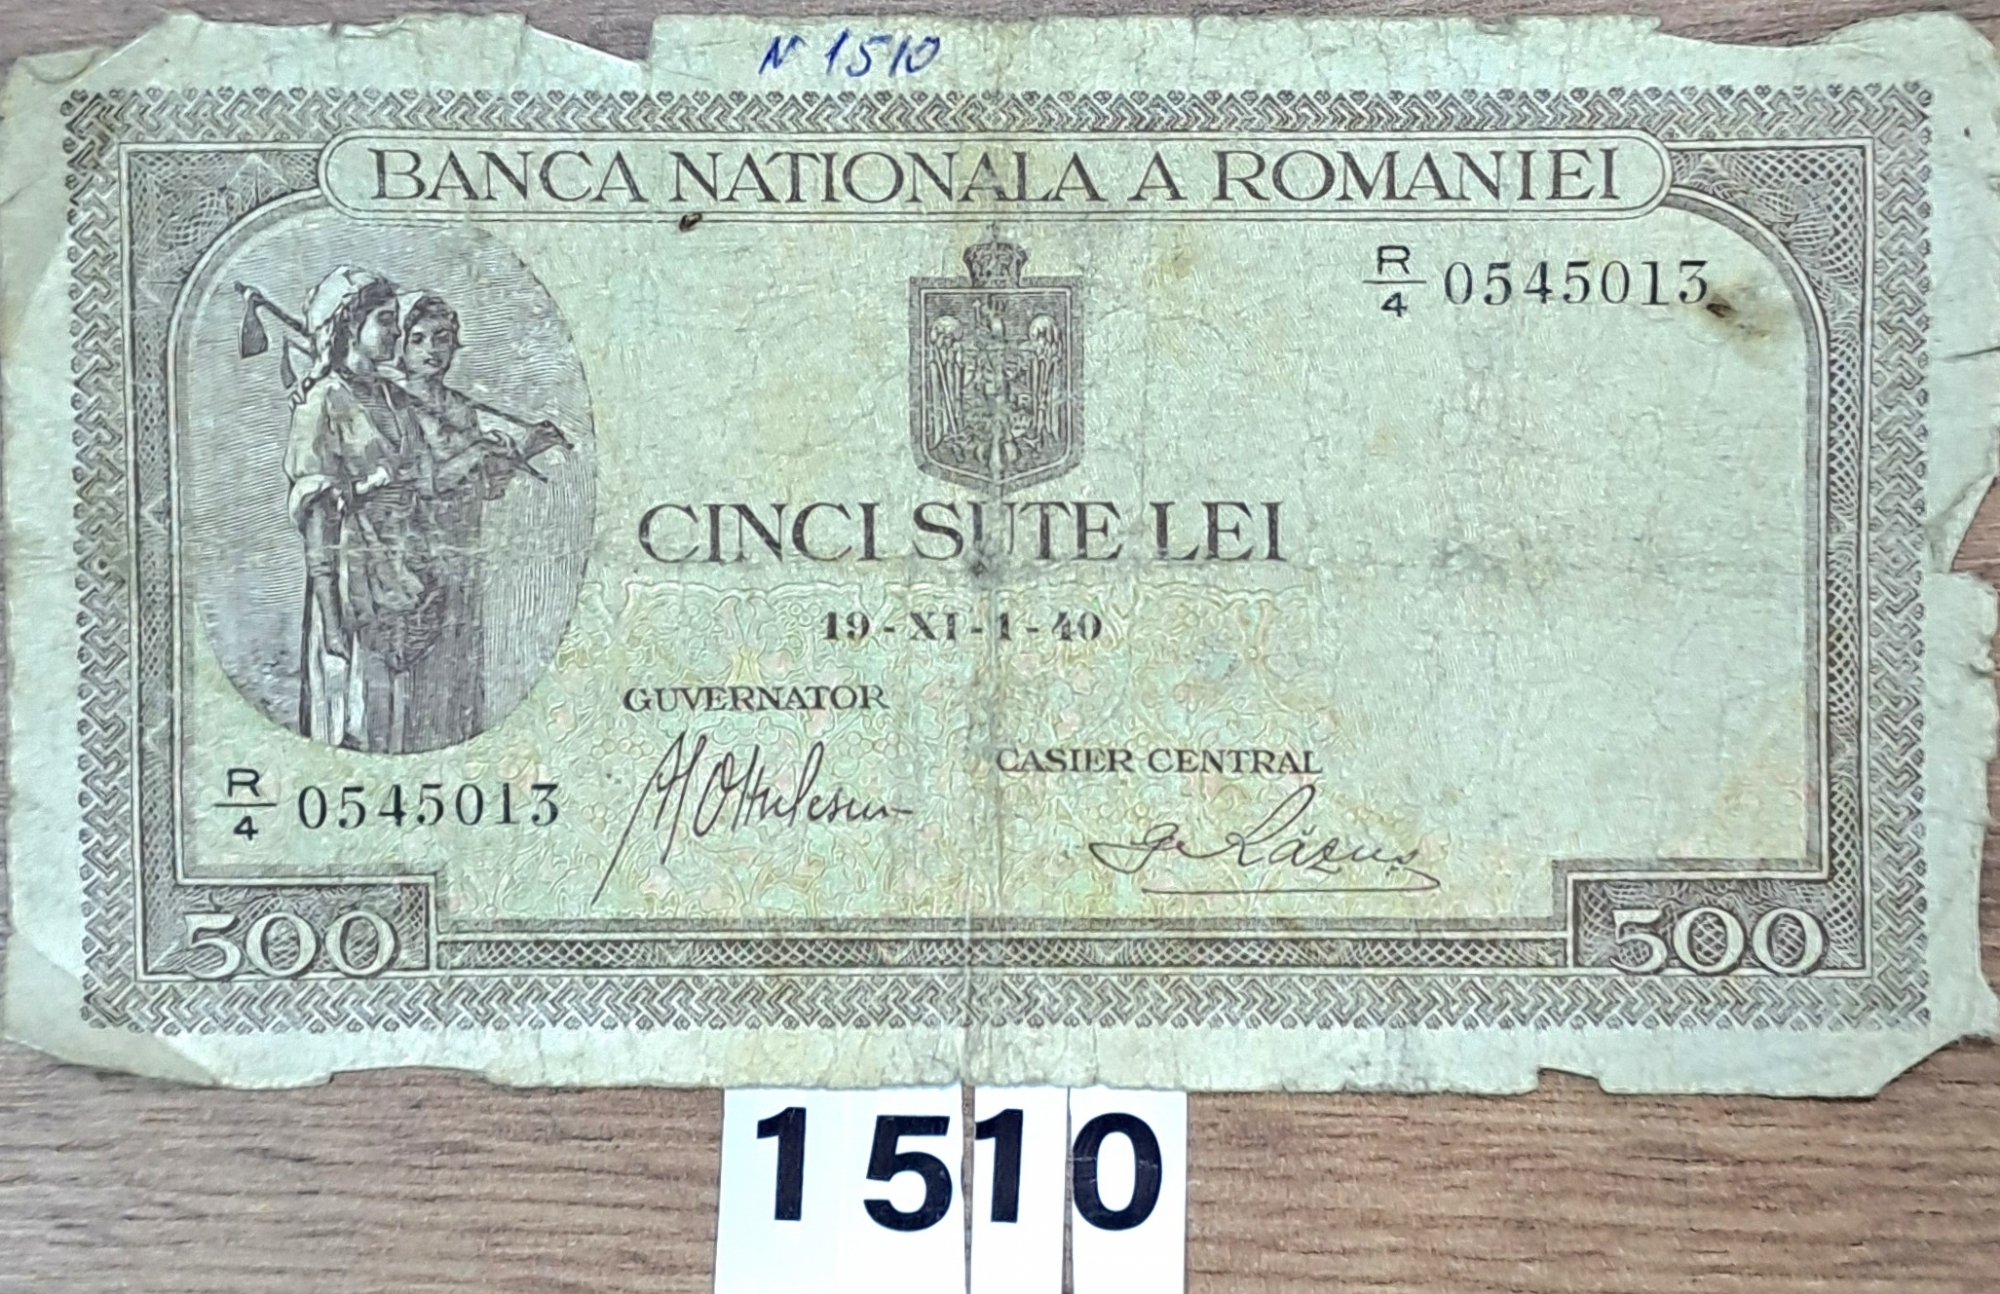 N 1510
BANCA NATIONALA A ROMANIEI
R/4 0545013
CINCI SUTE LEI
19-XI-1-40
GUVERNATOR
CASIER CENTRAL
R/4 0545013
500
500
1510